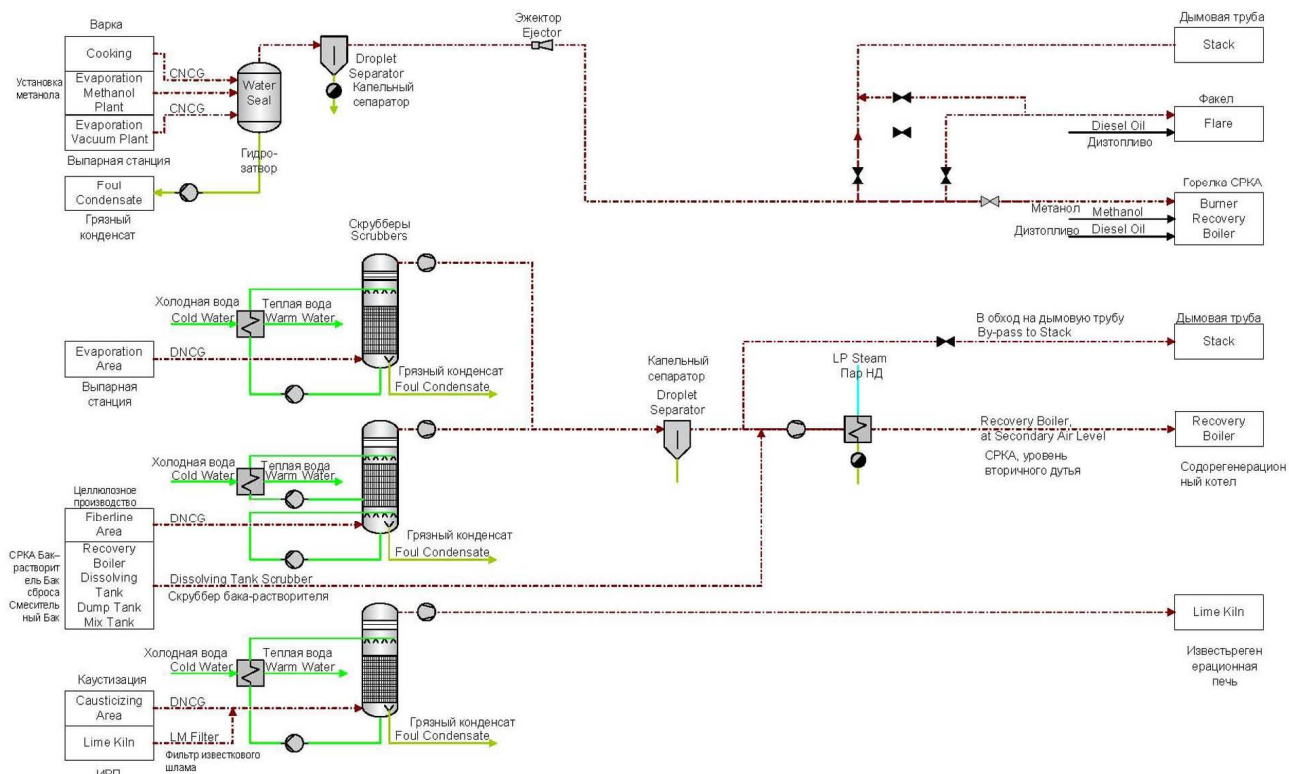 Варка
Cooking
Установка
метанола
Evaporation
Methanol
Plant
Evaporation
Vacuum Plant
Выпарная станция
Foul
Condensate
Грязный
конденсат
CNCG
CNCG
Water
Seal
Гидро-
затвор
Droplet
Separator
Капельный
сепаратор
Эжектор
Ejector
Дымовая труба
Stack
Факел
Flare
Diesel Oil
Дизтопливо
Горелка СРКА
Burner
Recovery
Boiler
Метанол
Methanol
Дизтопливо
Diesel Oil
Скрубберы
Scrubbers
Холодная вода
Cold Water
Теплая вода
Warm Water
Evaporation
Area
DNCG
Выпарная
станция
Грязный конденсат
Foul Condensate
Капельный
сепаратор
Droplet
Separator
В обход на дымовую трубу
By-pass to Stack
Дымовая труба
Stack
LP Steam
Пар НД
Recovery Boiler,
at Secondary Air Level
СРКА, уровень
вторичного дутья
Recovery
Boiler
Содорегенерацион
ный котел
Холодная вода
Cold Water
Теплая вода
Warm Water
Целлюлозное
производство
Fiberline
Area
DNCG
Грязный конденсат
Foul Condensate
СРКА Бак–
растворит
ель Бак
сброса
Смеситель
ный Бак
Recovery
Boiler
Dissolving
Tank
Dump Tank
Mix Tank
Dissolving Tank Scrubber
Скруббер бака-растворителя
Lime Kiln
Известьреген
ерационная
печь
Холодная вода
Cold Water
Теплая вода
Warm Water
Каустизация
Causticizing
Area
DNCG
Lime Kiln
LM Filter
Фильтр известкового
шлама
Грязный конденсат
Foul Condensate
ИРП